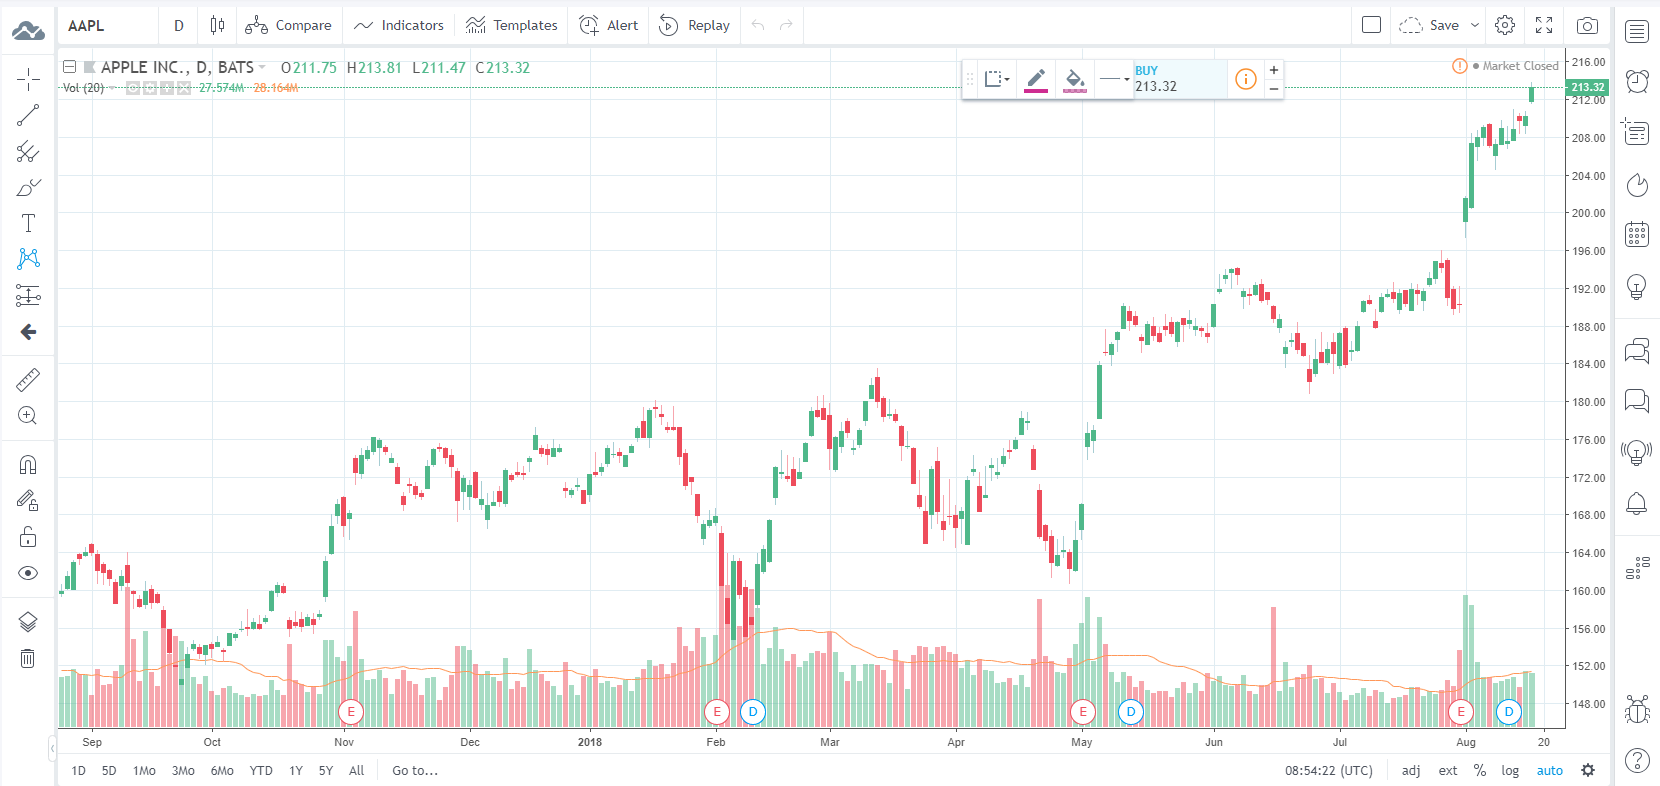 AAPL D Compare Indicators Templates Alert Replay Save
APPLE INC., D, BATS O211.75 H213.81 L211.47 C213.32
Vol (20) 27.574M 28.164M
BUY
213.32
Market Closed
216.00
213.32
212.00
208.00
204.00
200.00
196.00
192.00
188.00
184.00
180.00
176.00
172.00
168.00
164.00
160.00
156.00
152.00
148.00
E E D E D E D
Sep Oct Nov Dec 2018 Feb Mar Apr May Jun Jul Aug 20
1D 5D 1Mo 3Mo 6Mo YTD 1Y 5Y All Go to... 08:54:22 (UTC) adj ext % log auto